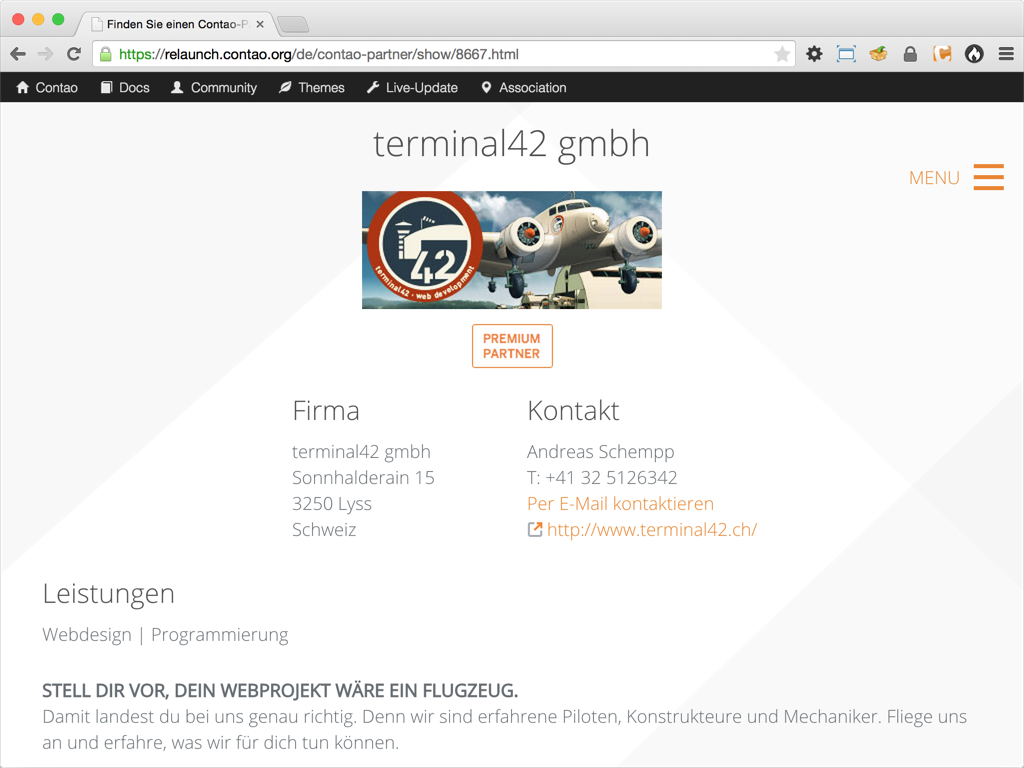 Finden Sie einen Contao-P
https://relaunch.contao.org/de/contao-partner/show/8667.html
Contao Docs Community Themes Live-Update Association
terminal42 gmbh
MENU
42
terminal42 · web development
PREMIUM
PARTNER
Firma
terminal42 gmbh
Sonnhalderain 15
3250 Lyss
Schweiz
Kontakt
Andreas Schempp
T: +41 32 5126342
Per E-Mail kontaktieren
http://www.terminal42.ch/
Leistungen
Webdesign | Programmierung
STELL DIR VOR, DEIN WEBPROJEKT WÄRE EIN FLUGZEUG.
Damit landest du bei uns genau richtig. Denn wir sind erfahrene Piloten, Konstrukteure und Mechaniker. Fliege uns
an und erfahre, was wir für dich tun können.